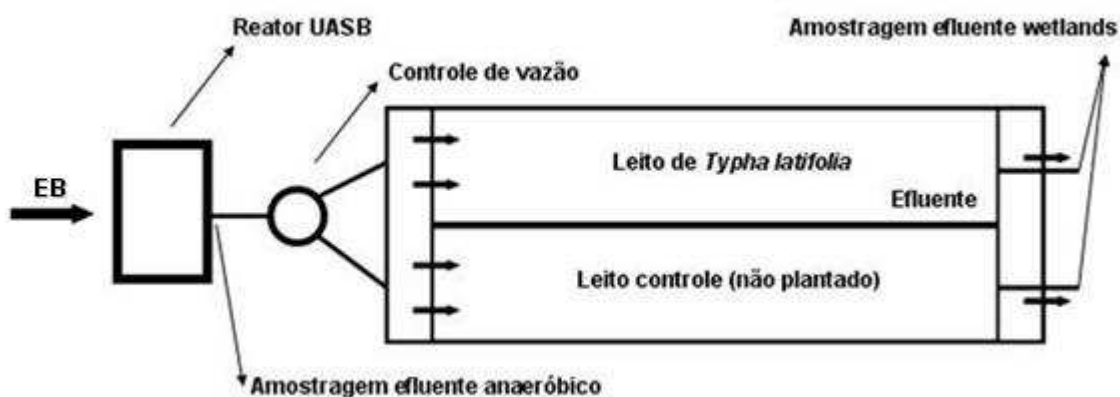 Reator UASB
Amostragem efluente wetlands
Controle de vazão
EB
Leito de Typha latifolia
Efluente
Leito controle (não plantado)
Amostragem efluente anaeróbico